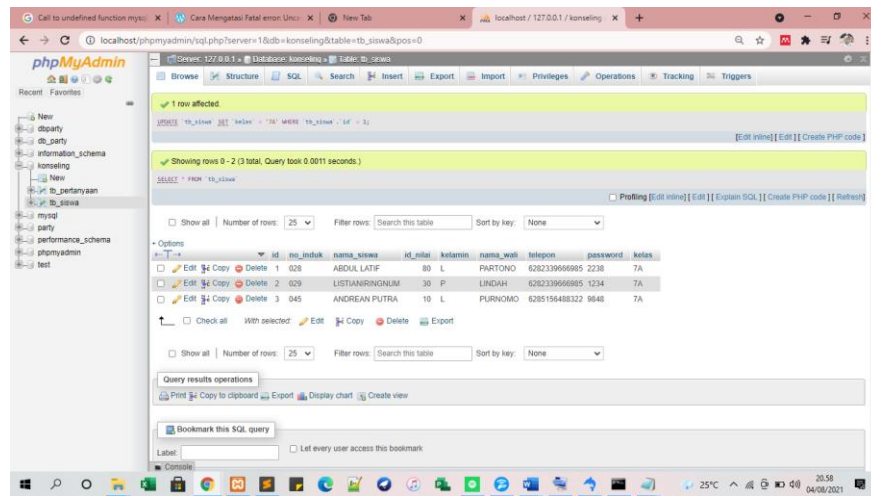 Call to undefined function mysql
Cara Mengatasi Fatal error: Unca
New Tab
localhost / 127.0.0.1 / konseling
localhost/phpmyadmin/sql.php?server=1&db=konseling&table=tb_siswa&pos=0
phpMyAdmin
Recent Favorites
New
dbparty
db_party
information_schema
konseling
New
tb_pertanyaan
tb_siswa
mysql
party
performance_schema
phpmyadmin
test
Server: 127.0.0.1 » Database: konseling » Table: tb_siswa
Browse Structure SQL Search Insert Export Import Privileges Operations Tracking Triggers
1 row affected.
UPDATE `tb_siswa` SET `kelas` = '7A' WHERE `tb_siswa`.`id` = 1;
[Edit inline] [ Edit ] [ Create PHP code ]
Showing rows 0 - 2 (3 total, Query took 0.0011 seconds.)
SELECT * FROM `tb_siswa`
Profiling [Edit inline] [ Edit ] [ Explain SQL ] [ Create PHP code ] [ Refresh]
Show all | Number of rows: 25 Filter rows: Search this table Sort by key: None
+ Options
id no_induk nama_siswa id_nilai kelamin nama_wali telepon password kelas
Edit Copy Delete 1 028 ABDUL LATIF 80 L PARTONO 6282339666985 2238 7A
Edit Copy Delete 2 029 LISTIANIRINGNUM 30 P LINDAH 6282339666985 1234 7A
Edit Copy Delete 3 045 ANDREAN PUTRA 10 L PURNOMO 6285156488322 9848 7A
Check all With selected: Edit Copy Delete Export
Show all | Number of rows: 25 Filter rows: Search this table Sort by key: None
Query results operations
Print Copy to clipboard Export Display chart Create view
Bookmark this SQL query
Label: Let every user access this bookmark
Console
25°C
20.58
04/08/2021